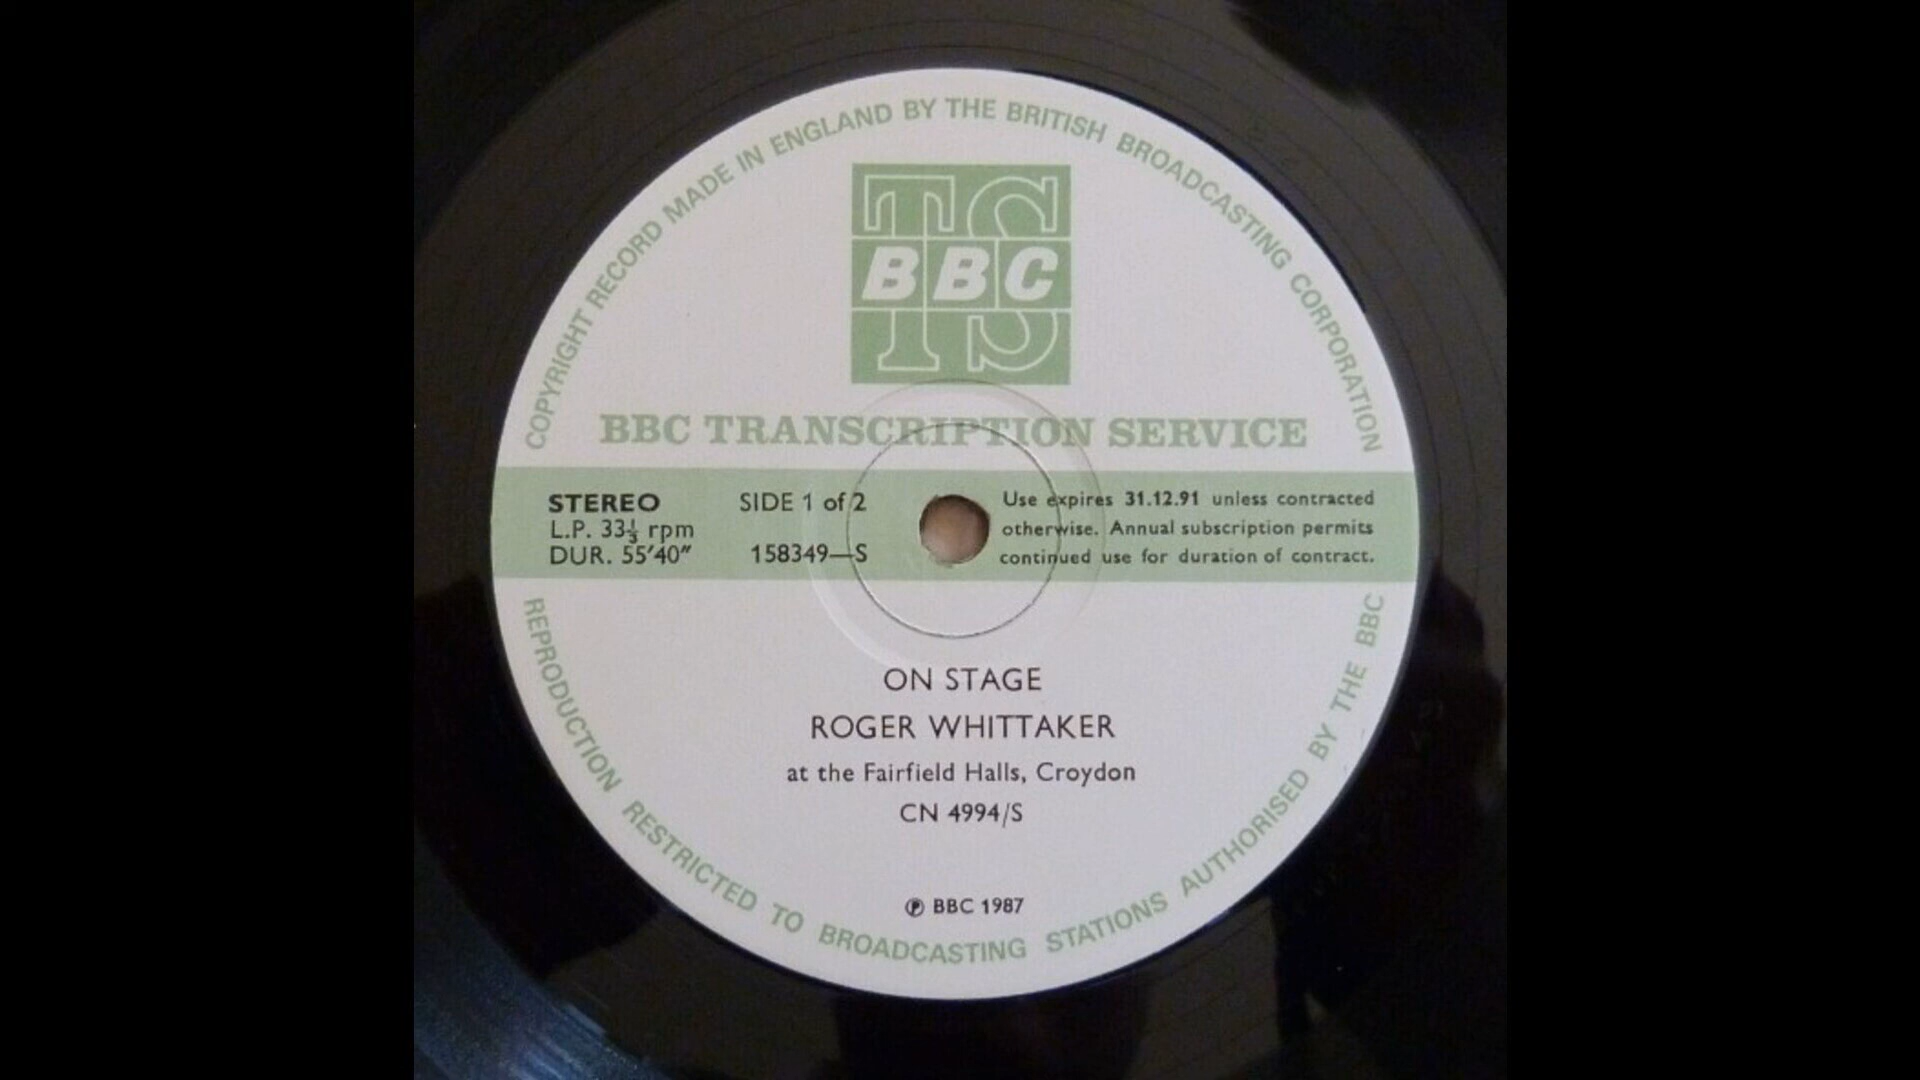 COPYRIGHT RECORD MADE IN ENGLAND BY THE BRITISH BROADCASTING CORPORATION
TS
BBC
BBC TRANSCRIPTION SERVICE
STEREO
L.P. 33⅓ rpm
DUR. 55′40″
SIDE 1 of 2
158349—S
Use expires 31.12.91 unless contracted
otherwise. Annual subscription permits
continued use for duration of contract.
ON STAGE
ROGER WHITTAKER
at the Fairfield Halls, Croydon
CN 4994/S
℗ BBC 1987
REPRODUCTION RESTRICTED TO BROADCASTING STATIONS AUTHORISED BY THE BBC